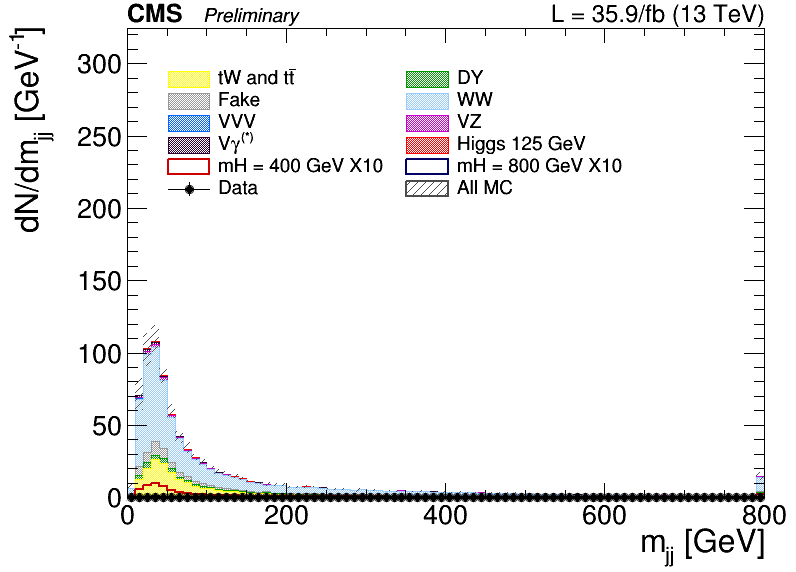 CMS Preliminary L = 35.9/fb (13 TeV)
dN/dm_jj [GeV⁻¹]
300
250
200
150
100
50
0
tW and tt̄ DY
Fake WW
VVV VZ
Vγ⁽*⁾ Higgs 125 GeV
mH = 400 GeV X10 mH = 800 GeV X10
Data All MC
0 200 400 600 800
m_jj [GeV]